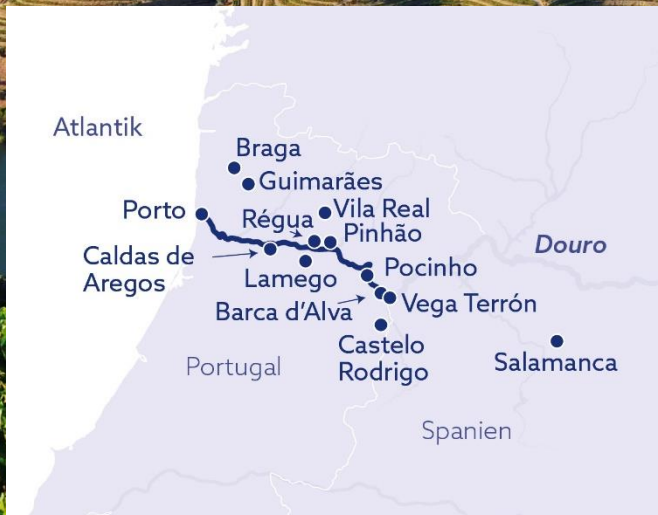 Atlantik
Braga
Guimarães
Porto
Régua
Vila Real
Pinhão
Douro
Caldas de
Aregos
Lamego
Pocinho
Barca d'Alva
Vega Terrón
Castelo
Rodrigo
Salamanca
Portugal
Spanien